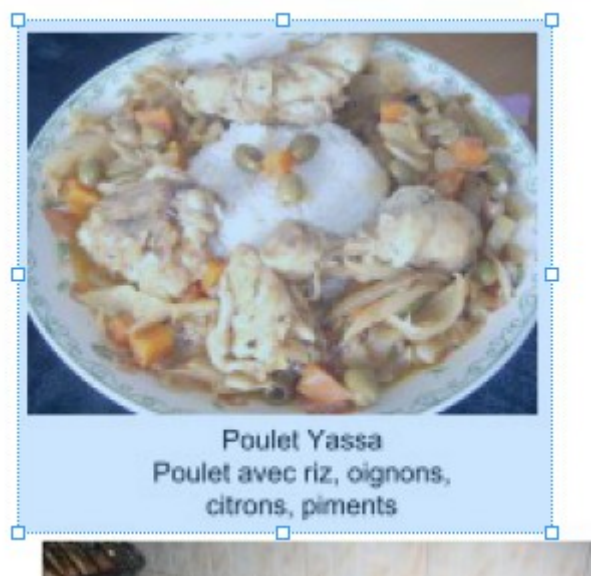 Poulet Yassa
Poulet avec riz, oignons,
citrons, piments